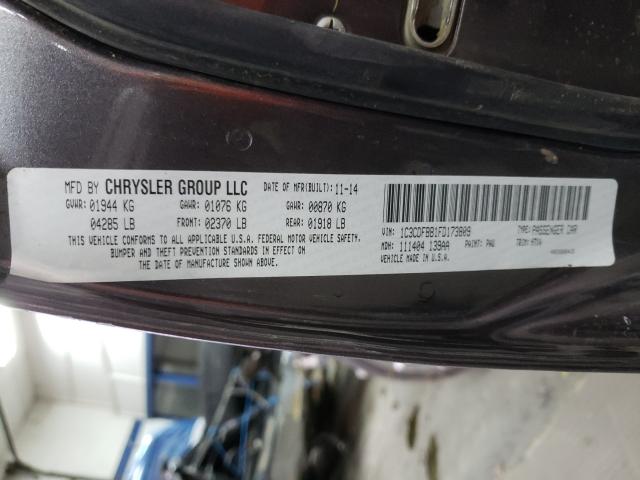 MFD BY CHRYSLER GROUP LLC DATE OF MFR(BUILT): 11-14
GVWR: 01944 KG GAWR: 01076 KG GAWR: 00870 KG
04285 LB FRONT: 02370 LB REAR: 01918 LB
THIS VEHICLE CONFORMS TO ALL APPLICABLE U.S.A. FEDERAL MOTOR VEHICLE SAFETY,
BUMPER AND THEFT PREVENTION STANDARDS IN EFFECT ON
THE DATE OF MANUFACTURE SHOWN ABOVE.
VIN: 1C3CDFBB1FD173809 TYPE: PASSENGER CAR
MDH: 111404 139AA PAINT: PAU TRIM:
VEHICLE MADE IN U.S.A.